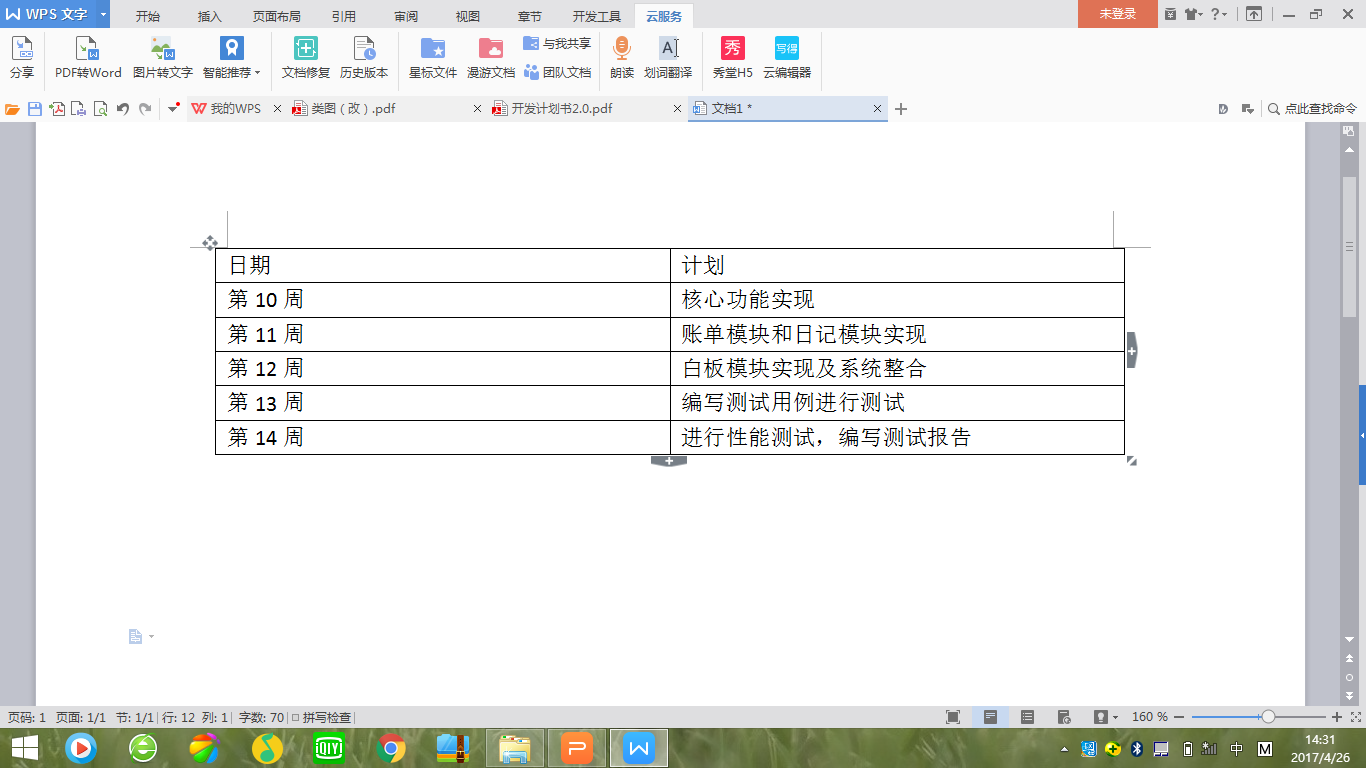 WPS 文字 开始 插入 页面布局 引用 审阅 视图 章节 开发工具 云服务 未登录
分享 PDF转Word 图片转文字 智能推荐 文档修复 历史版本 星标文件 漫游文档 与我共享 团队文档 朗读 划词翻译 秀堂H5 云编辑器
秀 写得
我的WPS 类图（改）.pdf 开发计划书2.0.pdf 文档1 * 点此查找命令
日期 计划
第 10 周 核心功能实现
第 11 周 账单模块和日记模块实现
第 12 周 白板模块实现及系统整合
第 13 周 编写测试用例进行测试
第 14 周 进行性能测试，编写测试报告
页码: 1 页面: 1/1 节: 1/1 行: 12 列: 1 字数: 70 拼写检查 160 %
QIY 中 M 14:31
2017/4/26